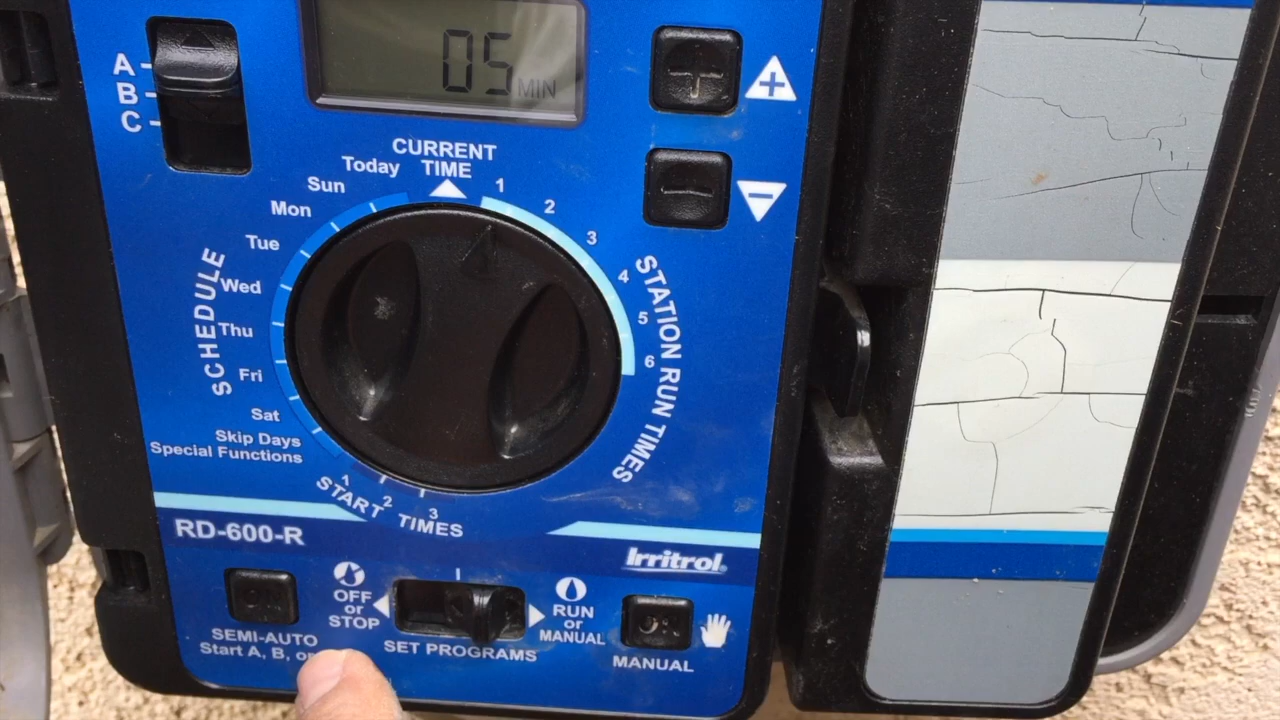 05 MIN
A
B
C
CURRENT
TIME
Today
Sun
Mon
Tue
Wed
Thu
Fri
Sat
Skip Days
Special Functions
SCHEDULE
1
2
3
4
5
6
STATION RUN TIMES
1
2
3
START TIMES
RD-600-R
Irritrol
OFF
or
STOP
RUN
or
MANUAL
SET PROGRAMS
SEMI-AUTO
Start A, B,
MANUAL